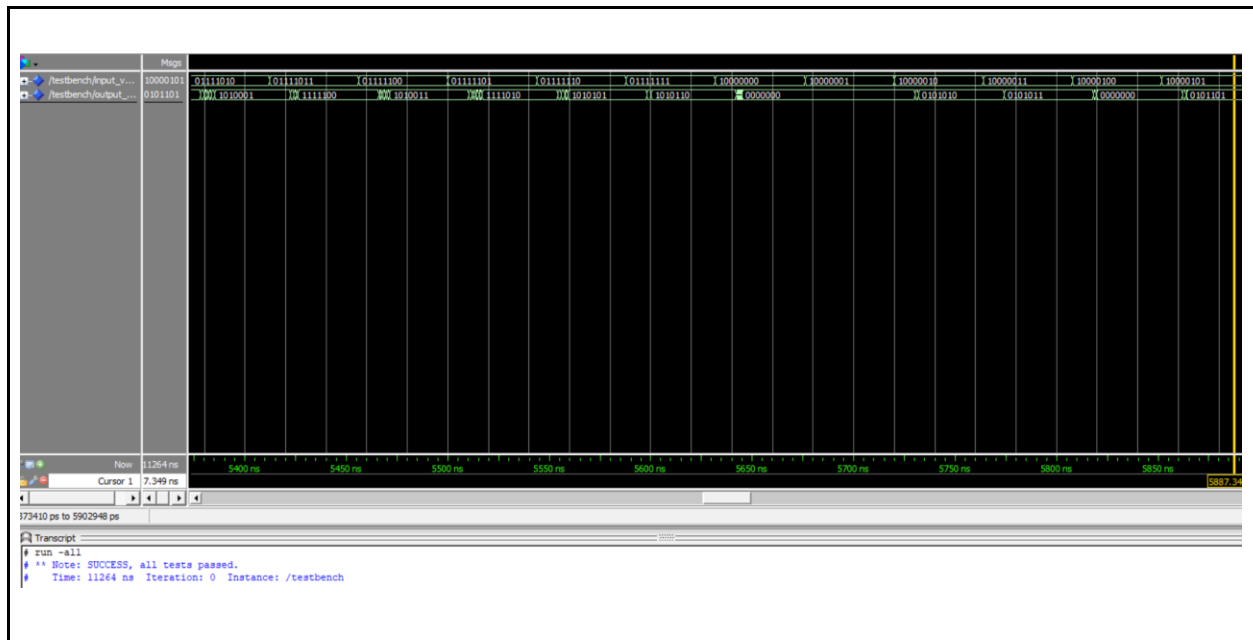 Msgs
/testbench/input_v... 10000101 01111010 01111011 01111100 01111101 01111110 01111111 10000000 10000001 10000010 10000011 10000100 10000101
/testbench/output_... 0101101 1010001 1111100 1010011 1111010 1010101 1010110 0000000 0101010 0101011 0000000 0101101
Now 11264 ns 5400 ns 5450 ns 5500 ns 5550 ns 5600 ns 5650 ns 5700 ns 5750 ns 5800 ns 5850 ns
Cursor 1 7.349 ns 5887.34
373410 ps to 5902948 ps
Transcript
# run -all
# ** Note: SUCCESS, all tests passed.
# Time: 11264 ns Iteration: 0 Instance: /testbench